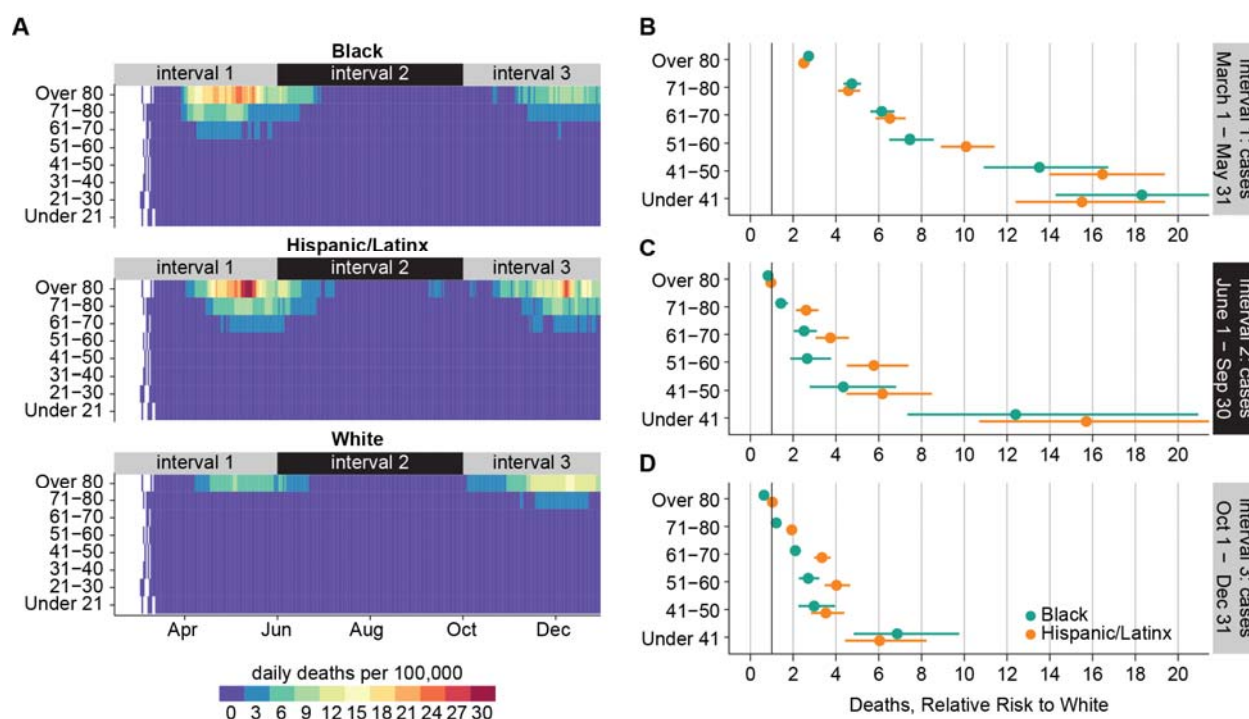 A
Black
interval 1 interval 2 interval 3
Over 80
71−80
61−70
51−60
41−50
31−40
21−30
Under 21
Hispanic/Latinx
interval 1 interval 2 interval 3
Over 80
71−80
61−70
51−60
41−50
31−40
21−30
Under 21
White
interval 1 interval 2 interval 3
Over 80
71−80
61−70
51−60
41−50
31−40
21−30
Under 21
Apr Jun Aug Oct Dec
daily deaths per 100,000
0 3 6 9 12 15 18 21 24 27 30
B
Over 80
71−80
61−70
51−60
41−50
Under 41
0 2 4 6 8 10 12 14 16 18 20
Interval 1: cases
March 1 − May 31
C
Over 80
71−80
61−70
51−60
41−50
Under 41
0 2 4 6 8 10 12 14 16 18 20
Interval 2: cases
June 1 − Sep 30
D
Over 80
71−80
61−70
51−60
41−50
Under 41
Black
Hispanic/Latinx
0 2 4 6 8 10 12 14 16 18 20
Deaths, Relative Risk to White
Interval 3: cases
Oct 1 − Dec 31